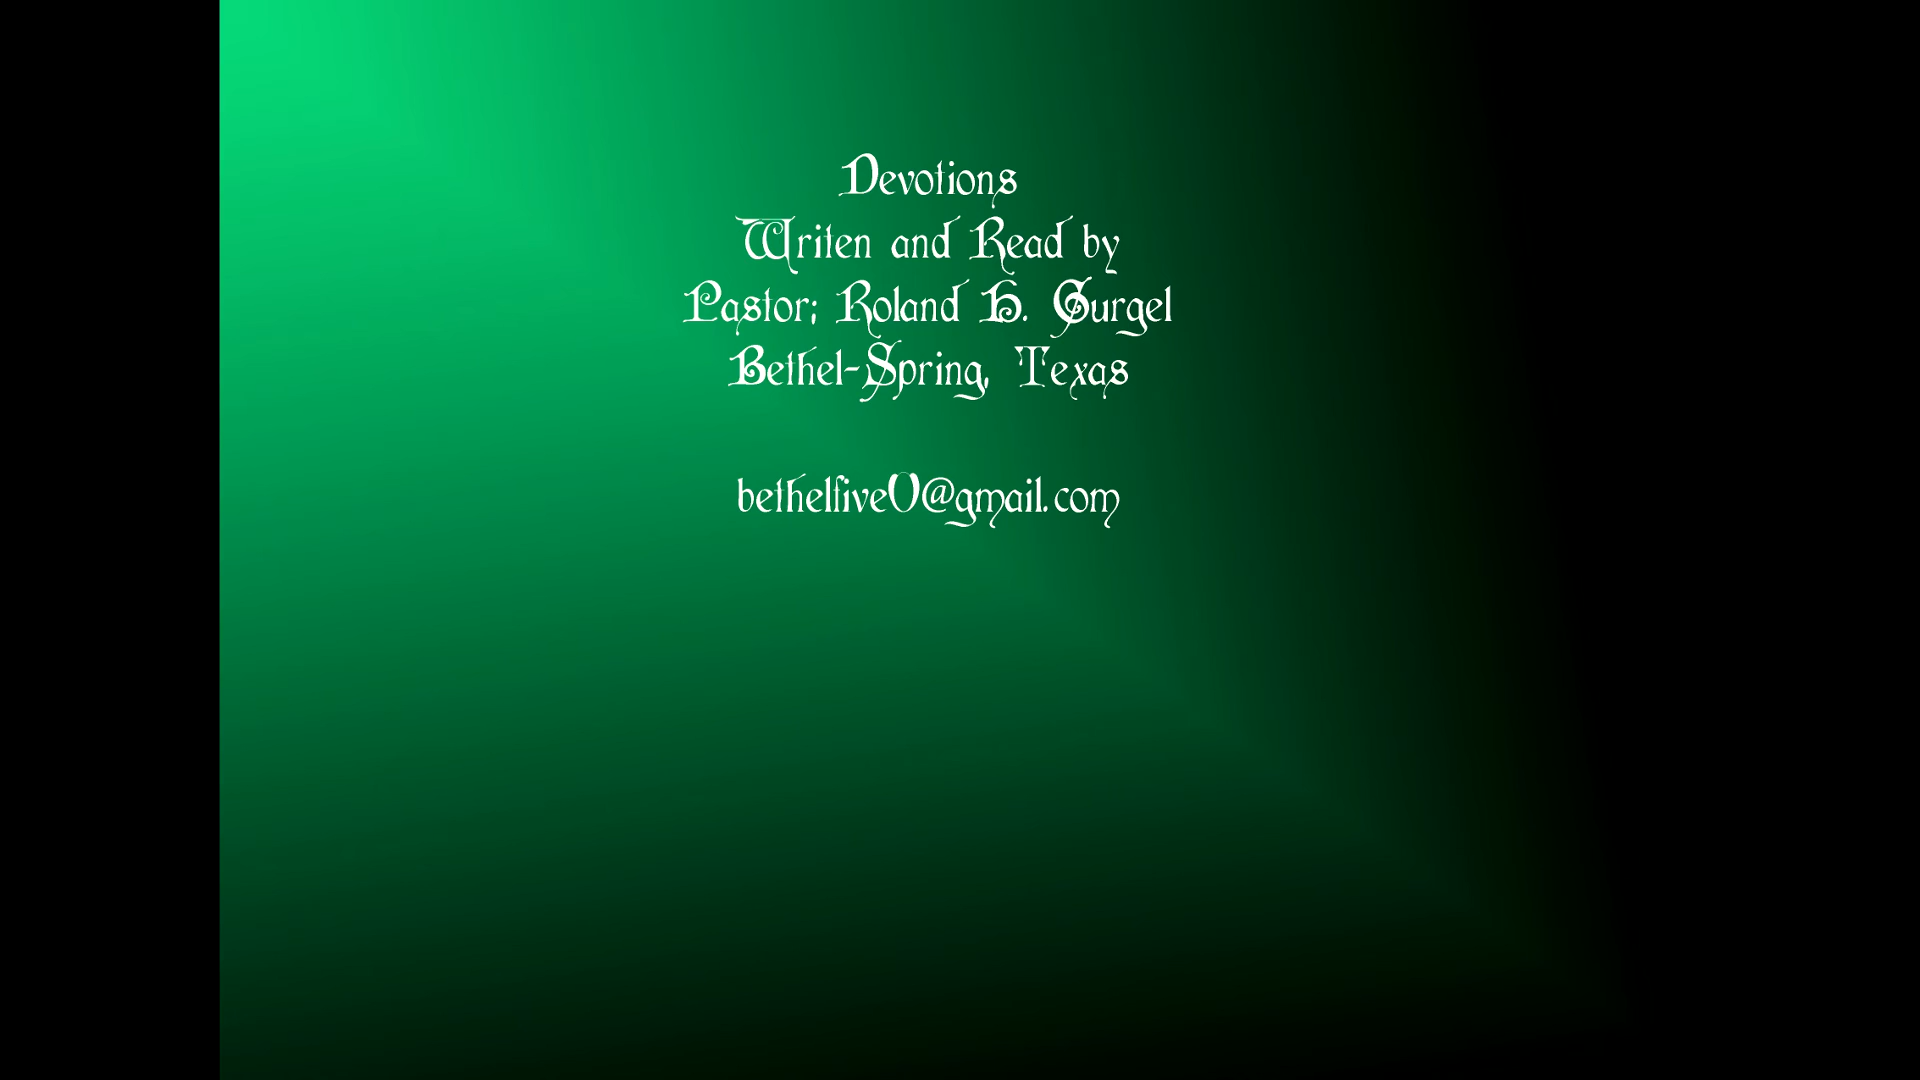 Devotions
Writen and Read by
Pastor; Roland H. Gurgel
Bethel-Spring, Texas
bethelfive0@gmail.com